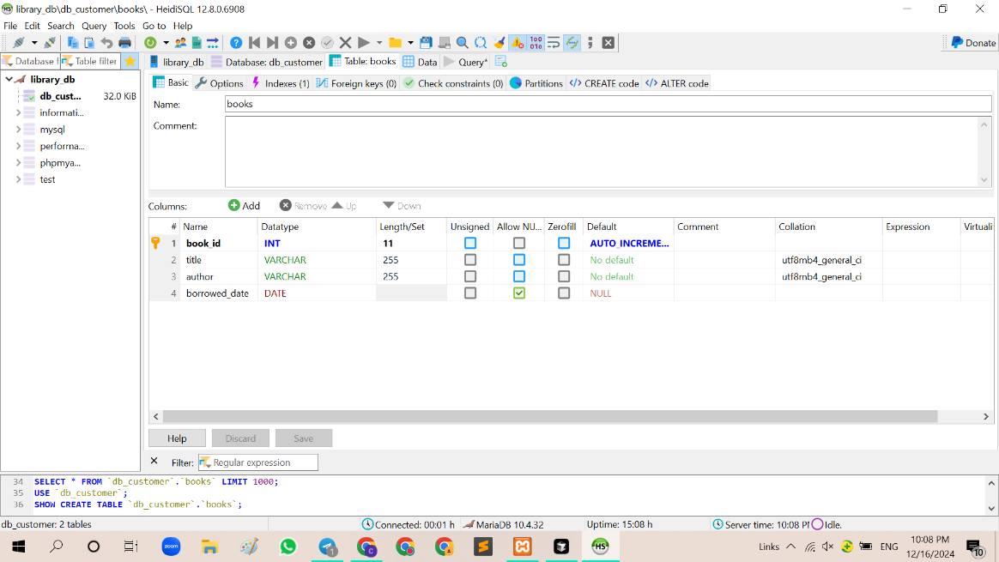 library_db\db_customer\books\ - HeidiSQL 12.8.0.6908
File Edit Search Query Tools Go to Help
Donate
Database f Table filter
library_db Database: db_customer Table: books Data Query*
library_db
db_cust... 32.0 KiB
informati...
mysql
performa...
phpmya...
test
Basic Options Indexes (1) Foreign keys (0) Check constraints (0) Partitions CREATE code ALTER code
Name: books
Comment:
Columns: Add Remove Up Down
# Name Datatype Length/Set Unsigned Allow NU... Zerofill Default Comment Collation Expression Virtuali
1 book_id INT 11 AUTO_INCREME...
2 title VARCHAR 255 No default utf8mb4_general_ci
3 author VARCHAR 255 No default utf8mb4_general_ci
4 borrowed_date DATE NULL
Help Discard Save
Filter: Regular expression
34 SELECT * FROM `db_customer`.`books` LIMIT 1000;
35 USE `db_customer`;
36 SHOW CREATE TABLE `db_customer`.`books`;
db_customer: 2 tables Connected: 00:01 h MariaDB 10.4.32 Uptime: 15:08 h Server time: 10:08 PM Idle.
zoom
Links ENG 10:08 PM
12/16/2024
10